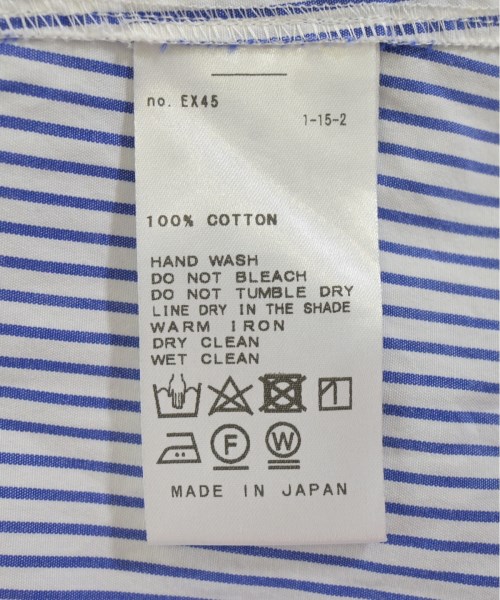 no. EX45
1-15-2
100% COTTON
HAND WASH
DO NOT BLEACH
DO NOT TUMBLE DRY
LINE DRY IN THE SHADE
WARM IRON
DRY CLEAN
WET CLEAN
F W
MADE IN JAPAN